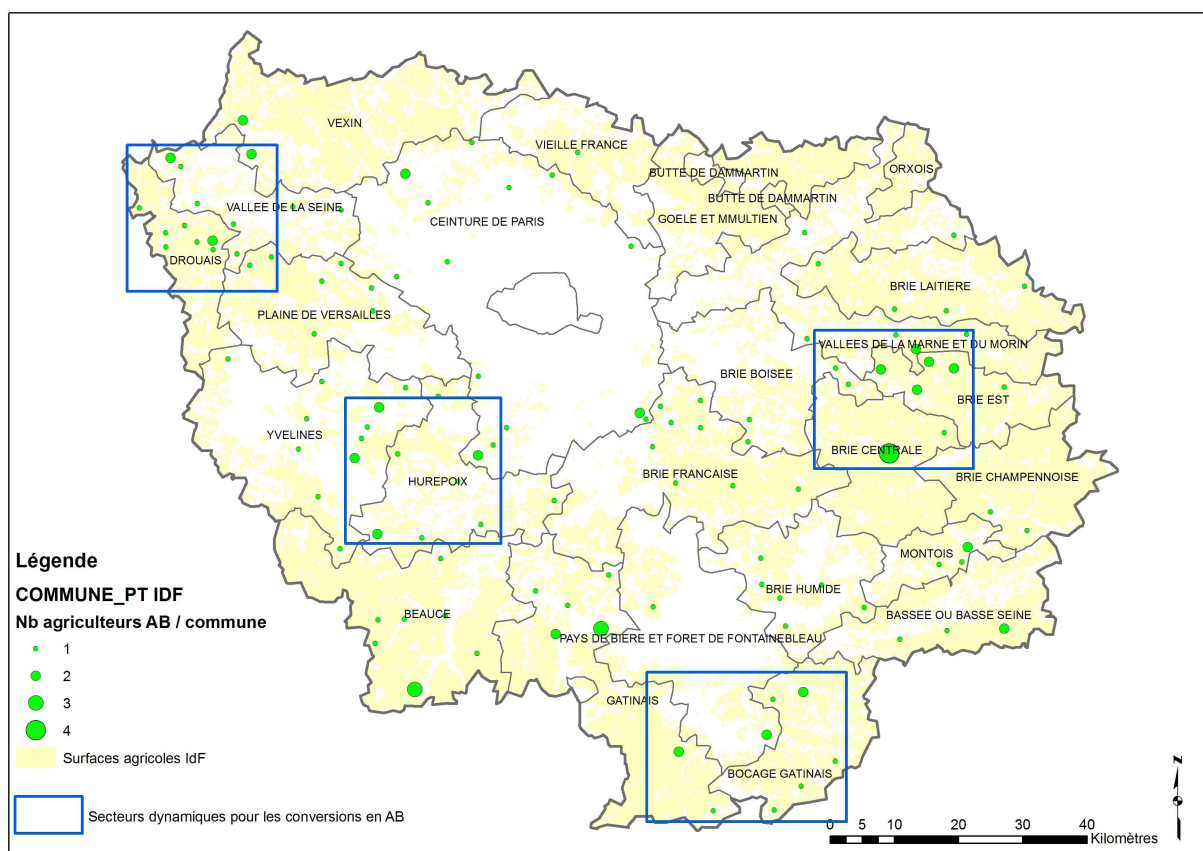 VEXIN
VIEILLE FRANCE
BUTTE DE DAMMARTIN
ORXOIS
BUTTE DE DAMMARTIN
VALLEE DE LA SEINE
CEINTURE DE PARIS
GOELE ET MMULTIEN
DROUAIS
BRIE LAITIERE
PLAINE DE VERSAILLES
VALLEES DE LA MARNE ET DU MORIN
BRIE BOISEE
BRIE EST
YVELINES
BRIE CENTRALE
HUREPOIX
BRIE FRANCAISE
BRIE CHAMPENNOISE
MONTOIS
BRIE HUMIDE
BEAUCE
BASSEE OU BASSE SEINE
PAYS DE BIERE ET FORET DE FONTAINEBLEAU
GATINAIS
BOCAGE GATINAIS
Légende
COMMUNE_PT IDF
Nb agriculteurs AB / commune
1
2
3
4
Surfaces agricoles IdF
Secteurs dynamiques pour les conversions en AB
0 5 10 20 30 40
Kilomètres
N